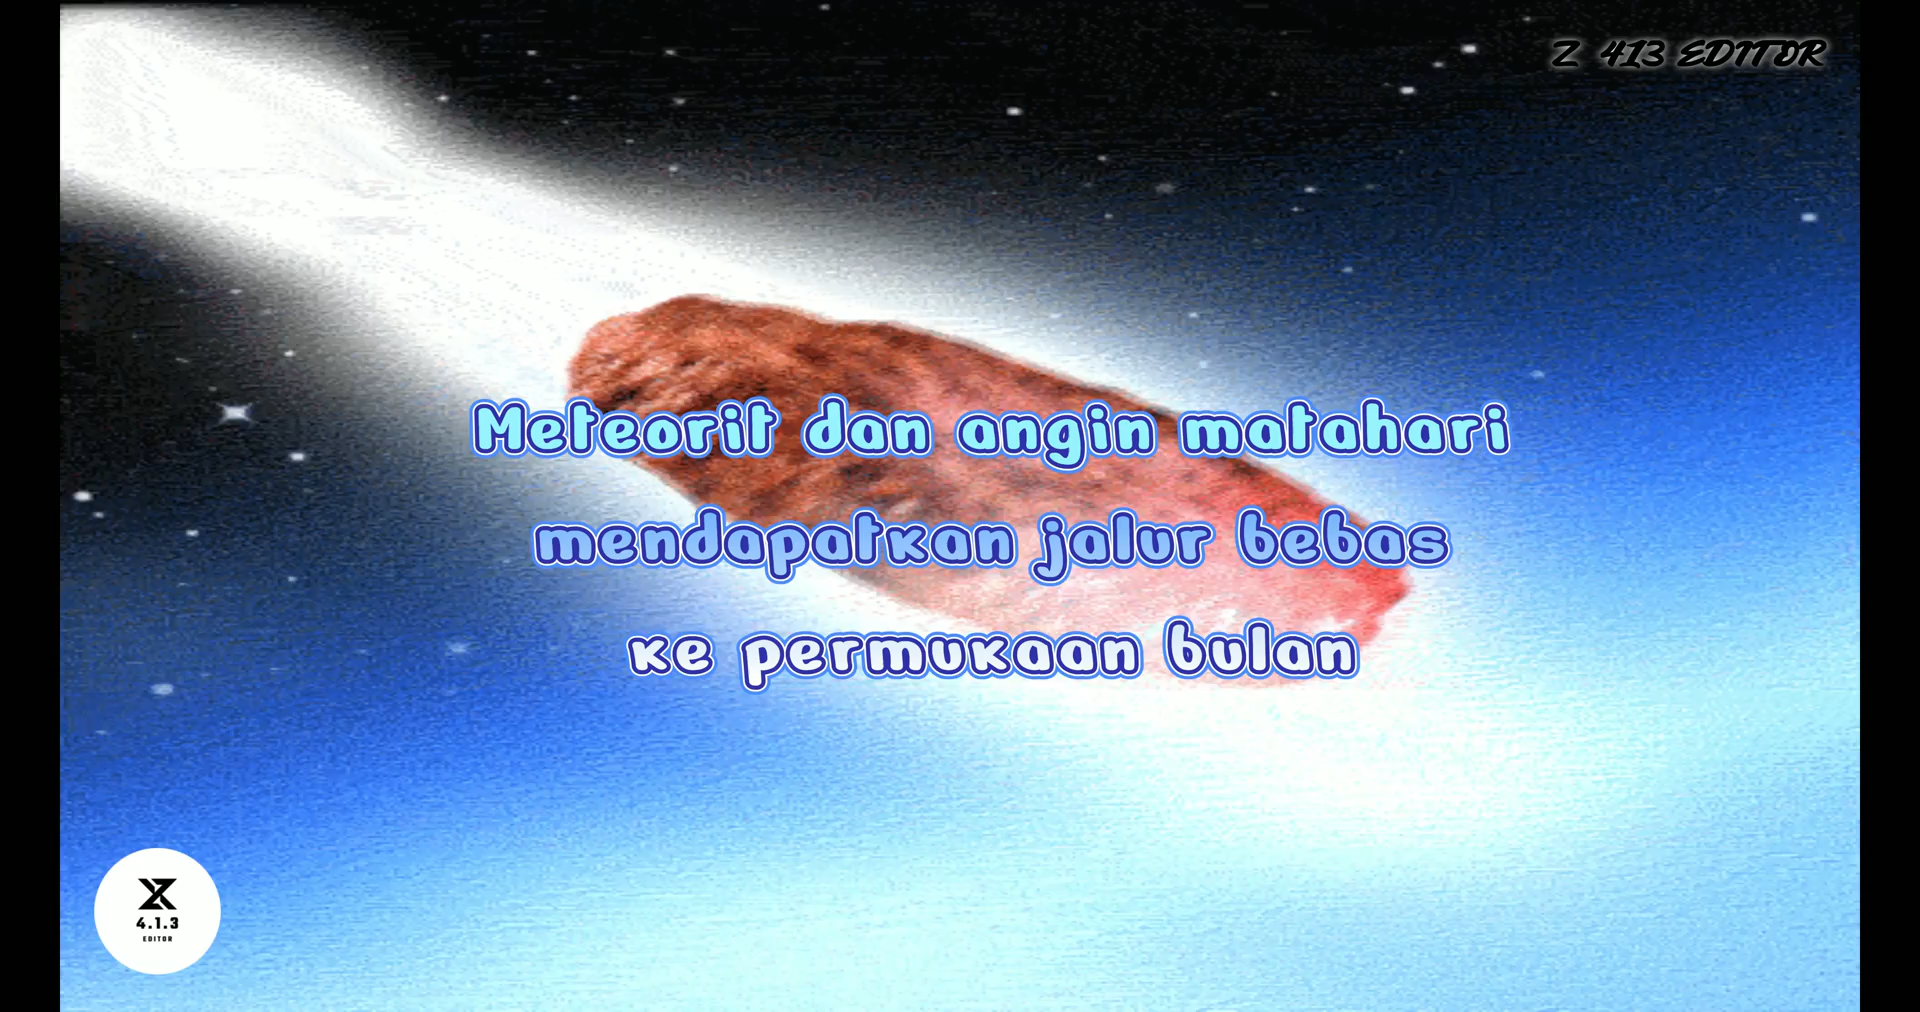 Z 413 EDITOR
Meteorit dan angin matahari
mendapatkan jalur bebas
ke permukaan bulan
4.1.3
EDITOR